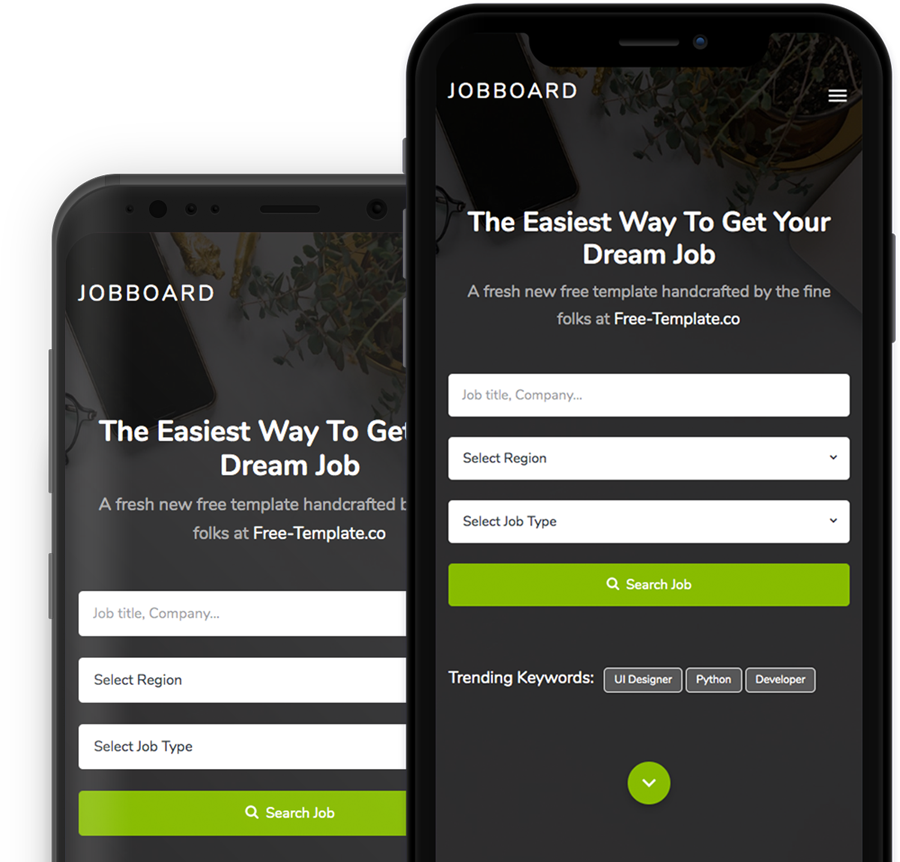 JOBBOARD
The Easiest Way To Get Your
Dream Job
A fresh new free template handcrafted by the fine
folks at Free-Template.co
Job title, Company...
Select Region
Select Job Type
Search Job
Trending Keywords: UI Designer Python Developer
JOBBOARD
The Easiest Way To Get
Dream Job
A fresh new free template handcrafted
folks at Free-Template.co
Job title, Company...
Select Region
Select Job Type
Search Job